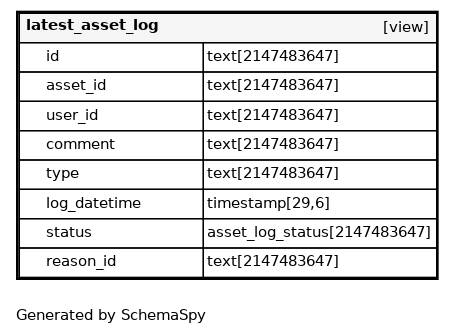 latest_asset_log [view]
id text[2147483647]
asset_id text[2147483647]
user_id text[2147483647]
comment text[2147483647]
type text[2147483647]
log_datetime timestamp[29,6]
status asset_log_status[2147483647]
reason_id text[2147483647]
Generated by SchemaSpy